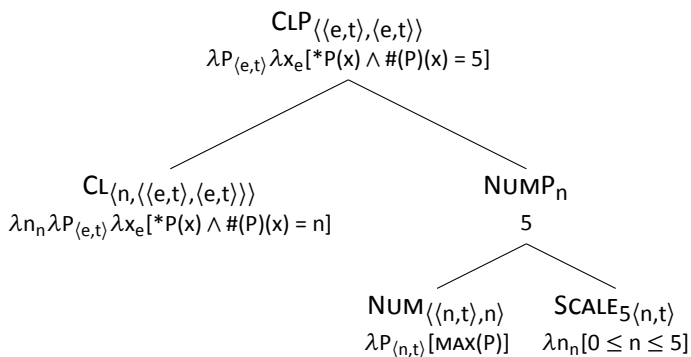 CLP⟨⟨e,t⟩,⟨e,t⟩⟩
λP⟨e,t⟩λxₑ[*P(x) ∧ #(P)(x) = 5]
CL⟨n,⟨⟨e,t⟩,⟨e,t⟩⟩⟩ NUMPₙ
λnₙλP⟨e,t⟩λxₑ[*P(x) ∧ #(P)(x) = n] 5
NUM⟨⟨n,t⟩,n⟩ SCALE₅⟨n,t⟩
λP⟨n,t⟩[MAX(P)] λnₙ[0 ≤ n ≤ 5]